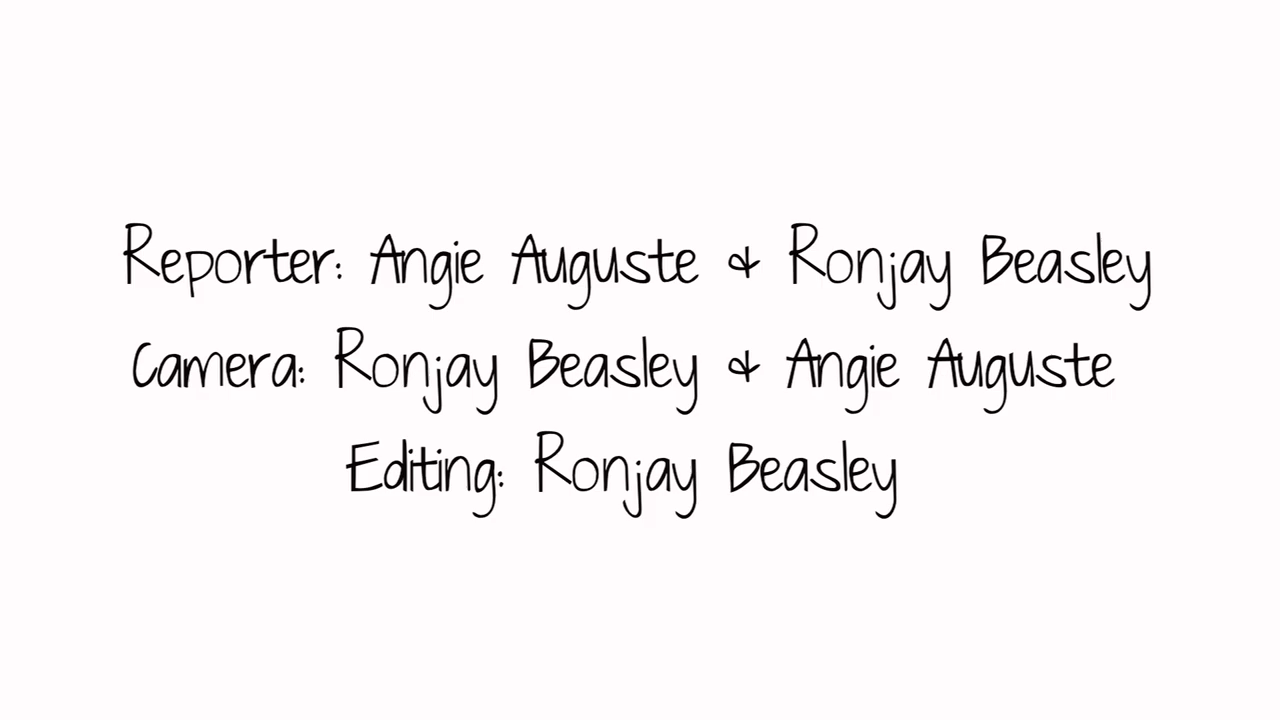 Reporter: Angie Auguste & Ronjay Beasley
Camera: Ronjay Beasley & Angie Auguste
Editing: Ronjay Beasley